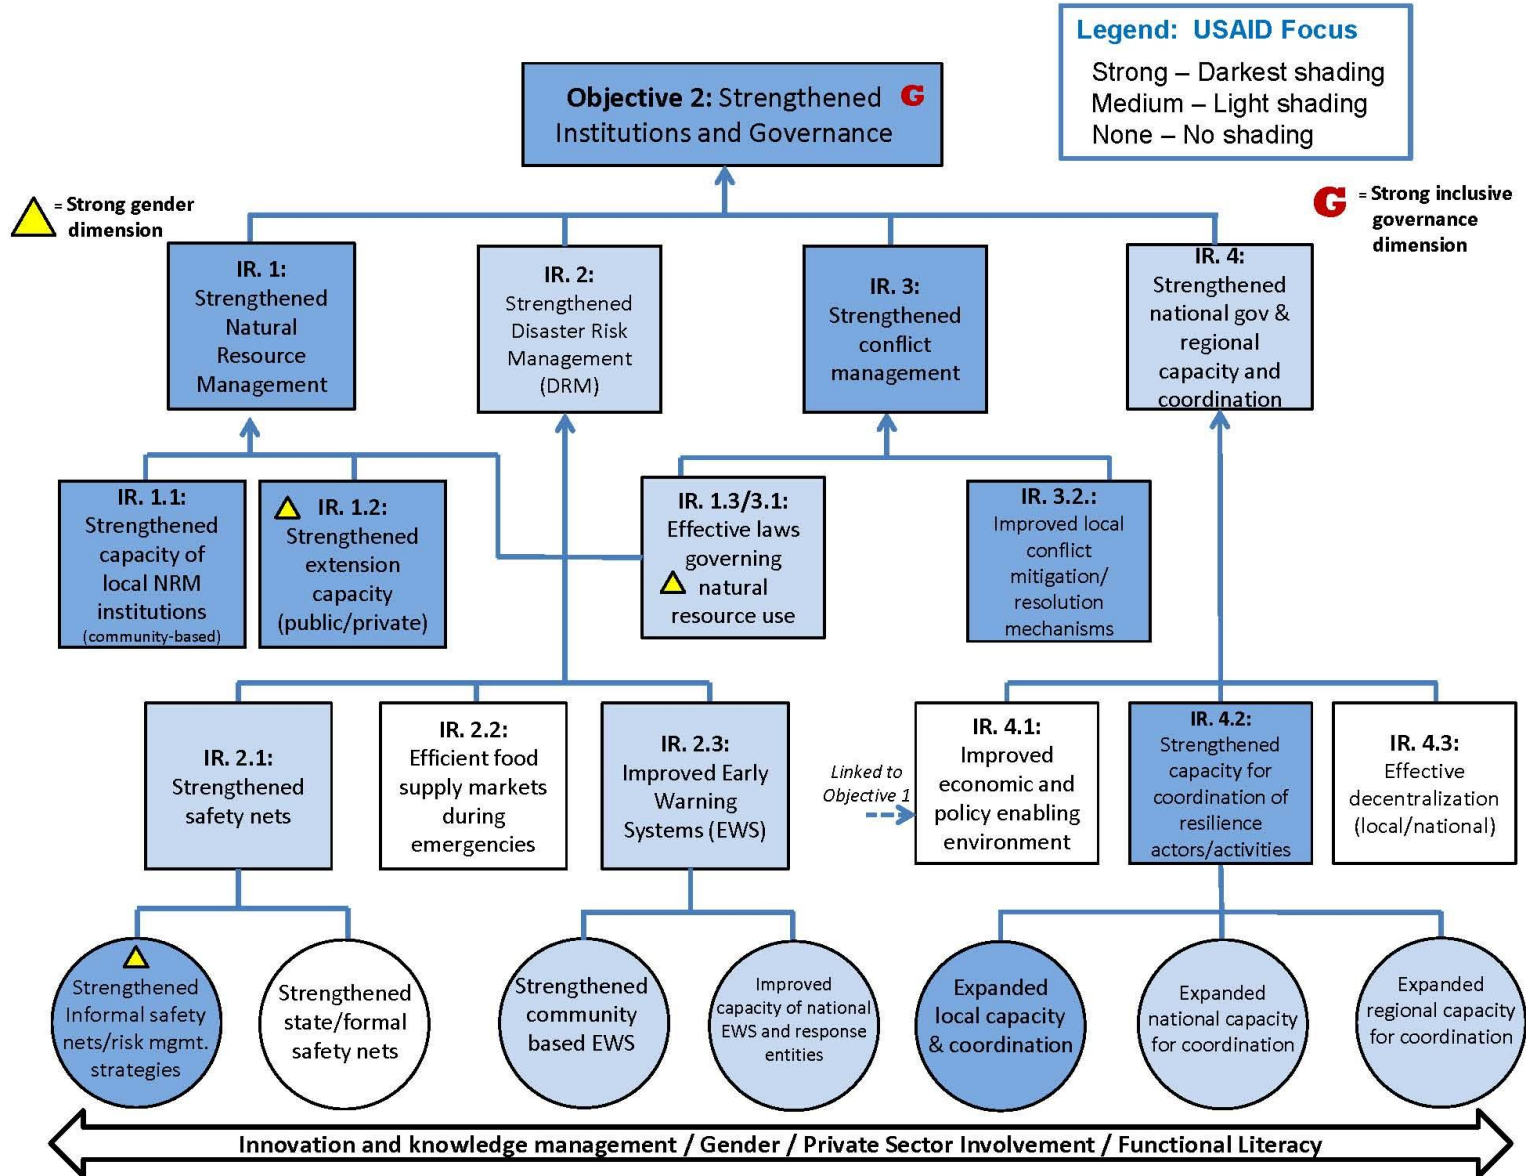 Legend:  USAID Focus
Strong – Darkest shading
Medium – Light shading
None – No shading
Objective 2: Strengthened G
Institutions and Governance
= Strong gender
dimension
G = Strong inclusive
governance
dimension
IR. 1:
Strengthened
Natural
Resource
Management
IR. 2:
Strengthened
Disaster Risk
Management
(DRM)
IR. 3:
Strengthened
conflict
management
IR. 4:
Strengthened
national gov &
regional
capacity and
coordination
IR. 1.1:
Strengthened
capacity of
local NRM
institutions
(community-based)
IR. 1.2:
Strengthened
extension
capacity
(public/private)
IR. 1.3/3.1:
Effective laws
governing
natural
resource use
IR. 3.2.:
Improved local
conflict
mitigation/
resolution
mechanisms
IR. 2.1:
Strengthened
safety nets
IR. 2.2:
Efficient food
supply markets
during
emergencies
IR. 2.3:
Improved Early
Warning
Systems (EWS)
Linked to
Objective 1
IR. 4.1:
Improved
economic and
policy enabling
environment
IR. 4.2:
Strengthened
capacity for
coordination of
resilience
actors/activities
IR. 4.3:
Effective
decentralization
(local/national)
Strengthened
Informal safety
nets/risk mgmt.
strategies
Strengthened
state/formal
safety nets
Strengthened
community
based EWS
Improved
capacity of national
EWS and response
entities
Expanded
local capacity
& coordination
Expanded
national capacity
for coordination
Expanded
regional capacity
for coordination
Innovation and knowledge management / Gender / Private Sector Involvement / Functional Literacy